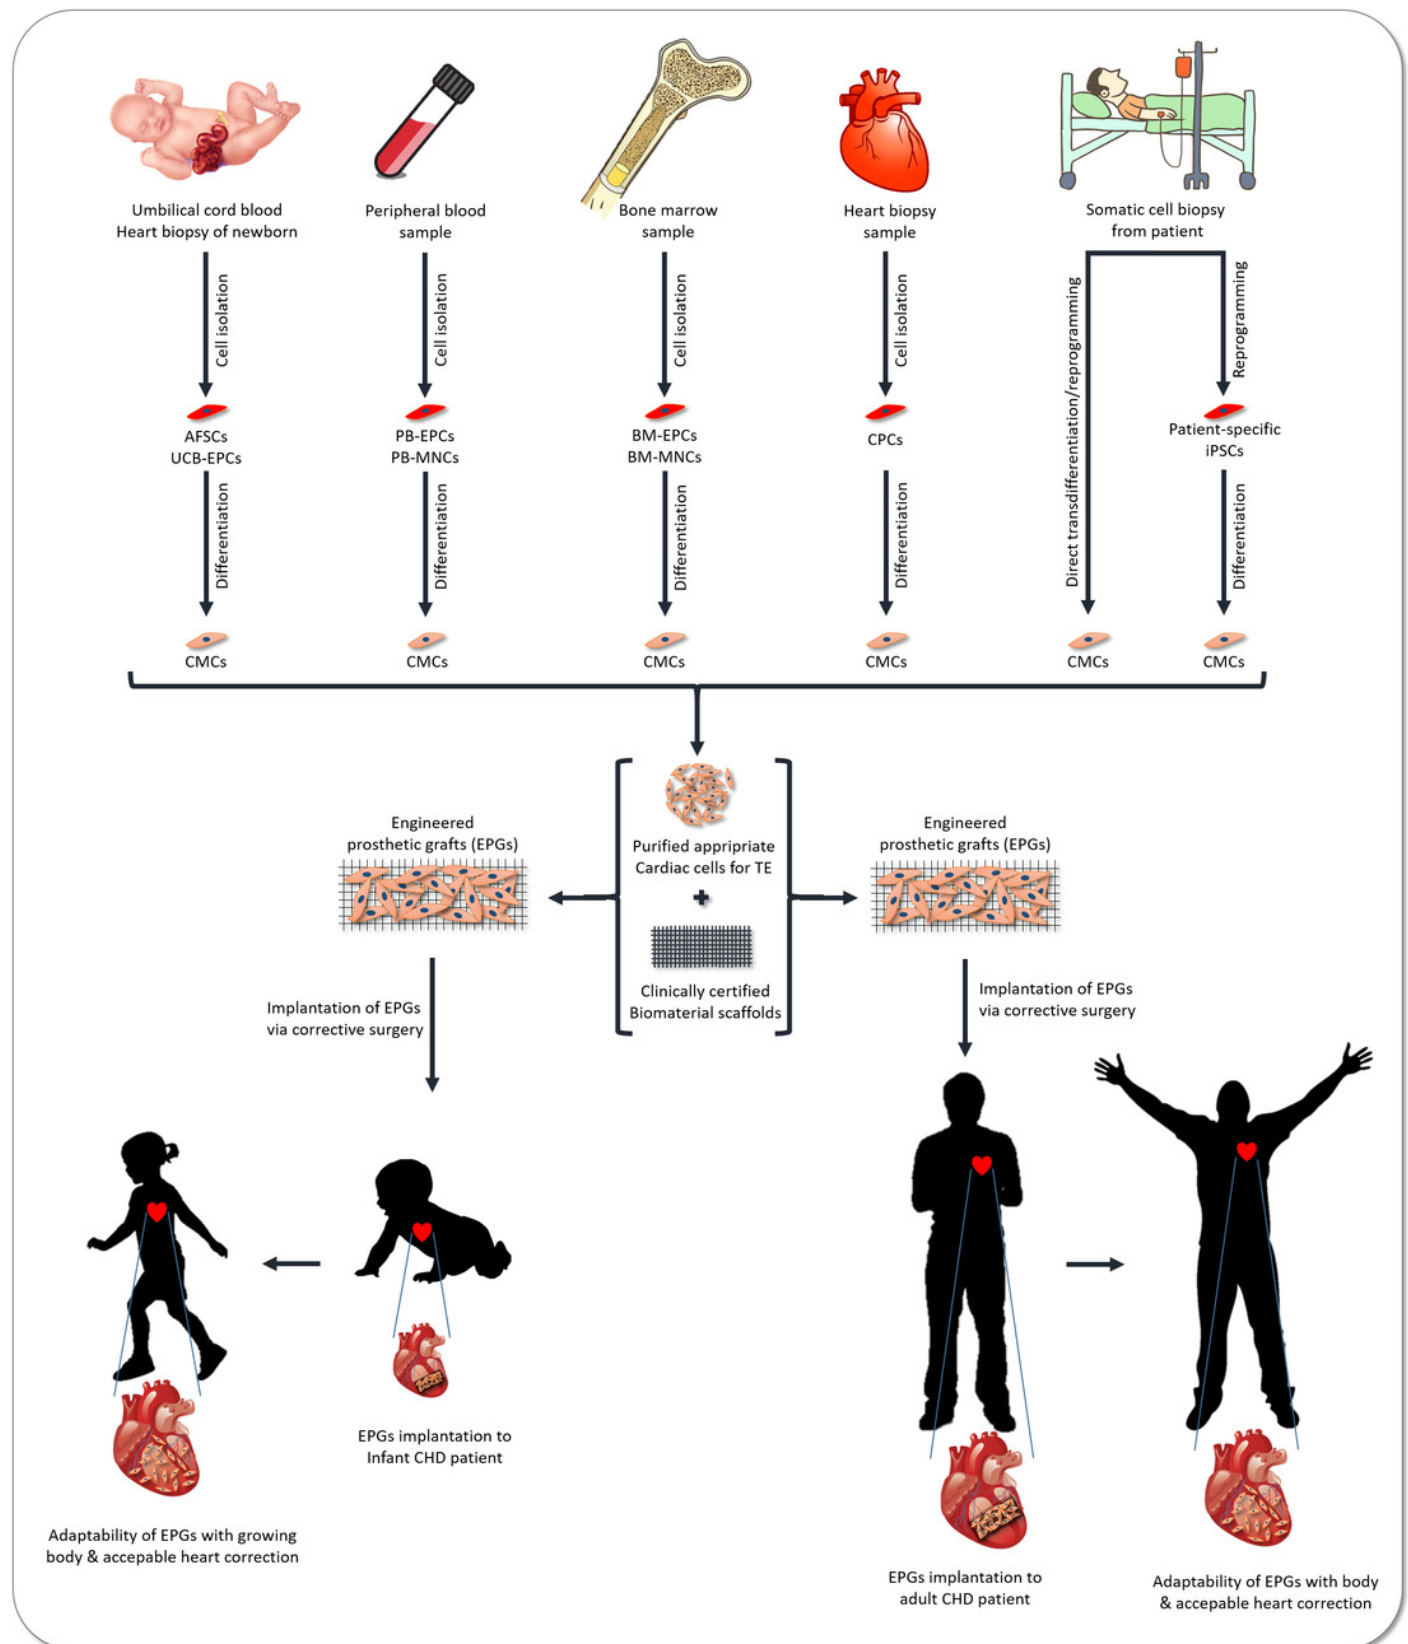 Umbilical cord blood
Heart biopsy of newborn
Peripheral blood
sample
Bone marrow
sample
Heart biopsy
sample
Somatic cell biopsy
from patient
Cell isolation
Cell isolation
Cell isolation
Cell isolation
Direct transdifferentiation/reprogramming
Reprogramming
AFSCs
UCB-EPCs
PB-EPCs
PB-MNCs
BM-EPCs
BM-MNCs
CPCs
Patient-specific
iPSCs
Differentiation
Differentiation
Differentiation
Differentiation
Differentiation
CMCs
CMCs
CMCs
CMCs
CMCs
CMCs
Engineered
prosthetic grafts (EPGs)
Purified appripriate
Cardiac cells for TE
+
Clinically certified
Biomaterial scaffolds
Engineered
prosthetic grafts (EPGs)
Implantation of EPGs
via corrective surgery
Implantation of EPGs
via corrective surgery
EPGs implantation to
Infant CHD patient
Adaptability of EPGs with growing
body & accepable heart correction
EPGs implantation to
adult CHD patient
Adaptability of EPGs with body
& accepable heart correction